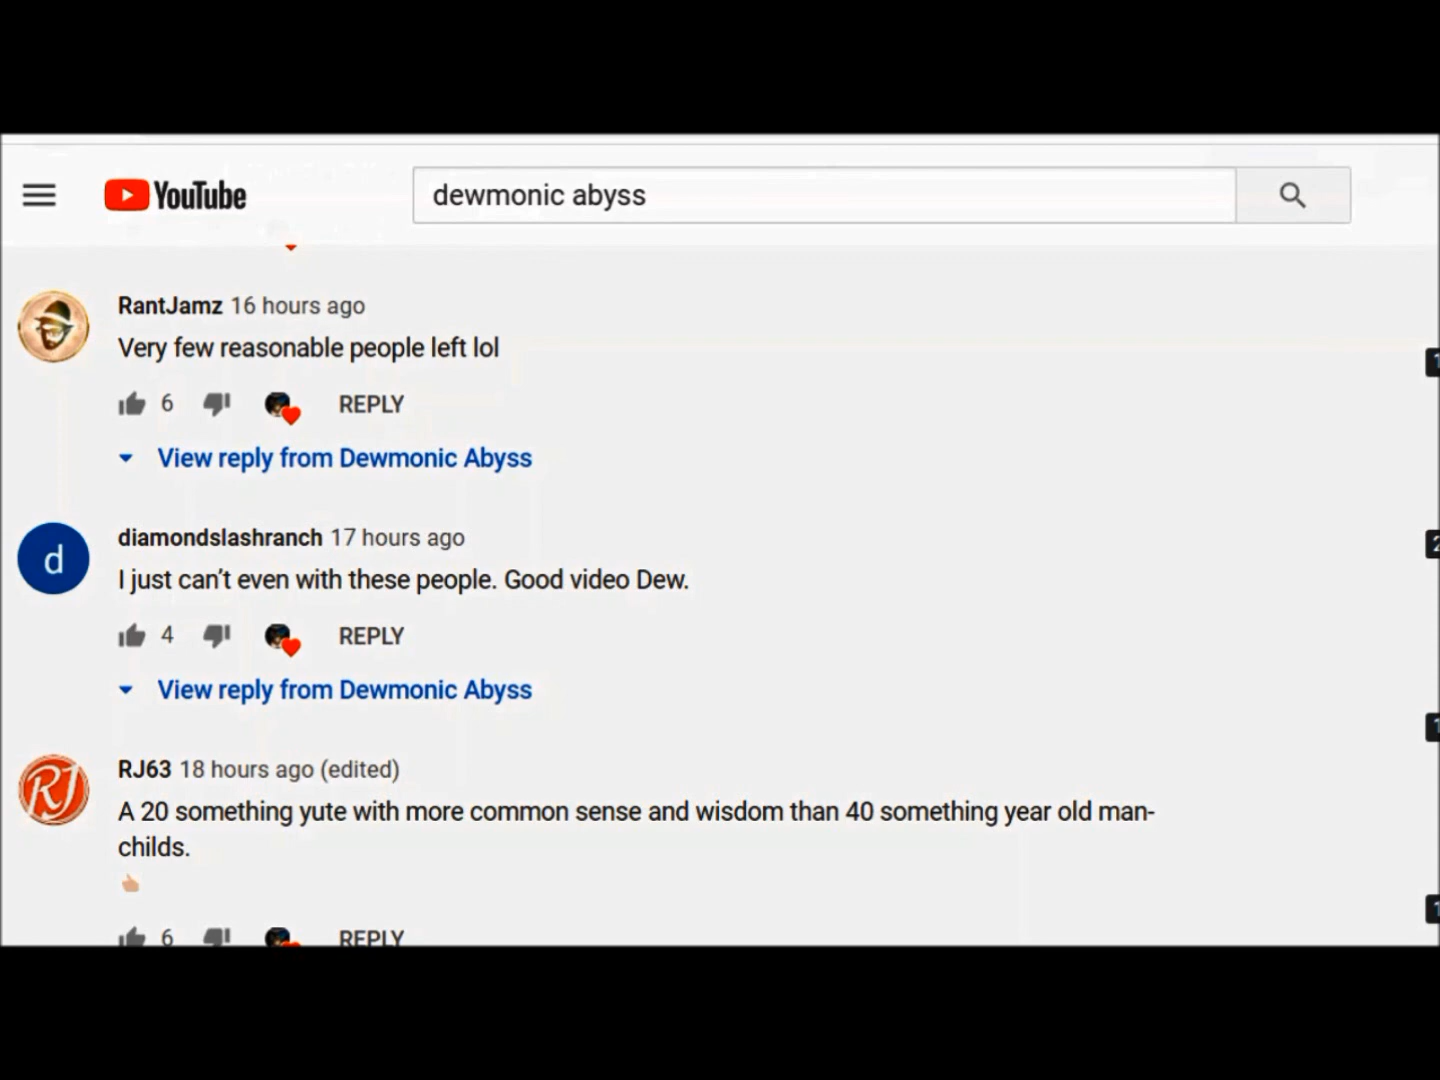 YouTube
dewmonic abyss
RantJamz 16 hours ago
Very few reasonable people left lol
6 REPLY
View reply from Dewmonic Abyss
d
diamondslashranch 17 hours ago
I just can't even with these people. Good video Dew.
4 REPLY
View reply from Dewmonic Abyss
RJ
RJ63 18 hours ago (edited)
A 20 something yute with more common sense and wisdom than 40 something year old man-
childs.
6 REPLY